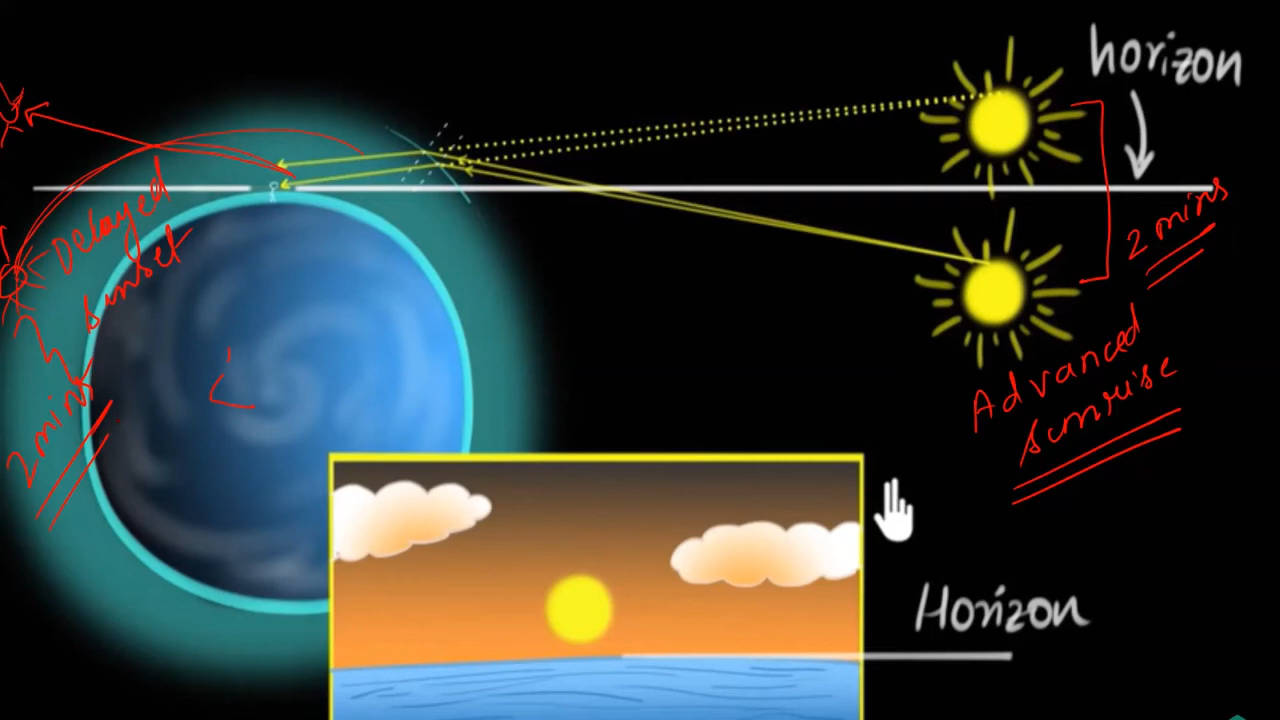 horizon
Delayed
sunset
2 mins
2 mins
Advanced
sunrise
Horizon